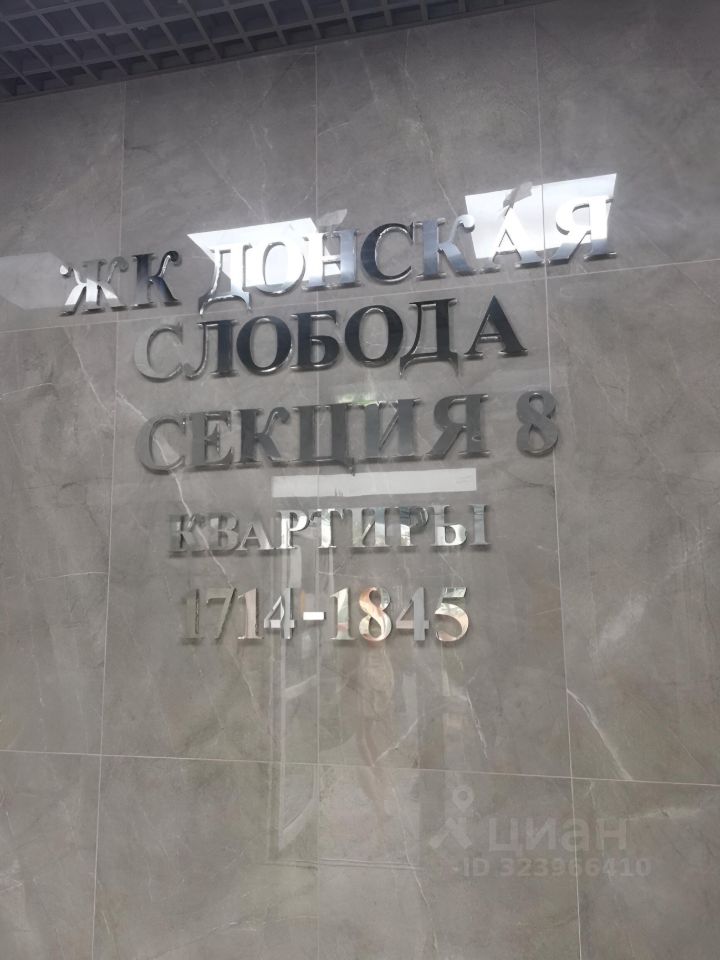 ЖК ДОНСКАЯ
СЛОБОДА
СЕКЦИЯ 8
КВАРТИРЫ
1714-1845
циан
ID 323966410